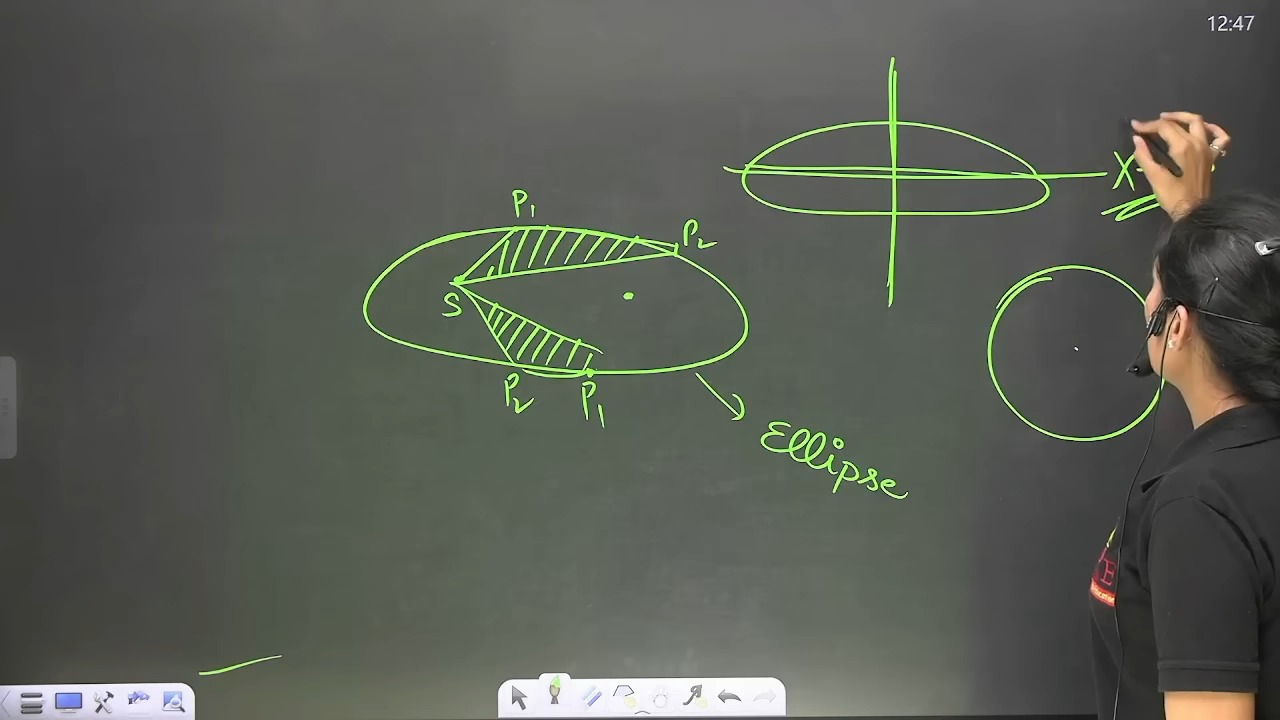 12:47
X
P₁
P₂
S
P₂ P₁
Ellipse